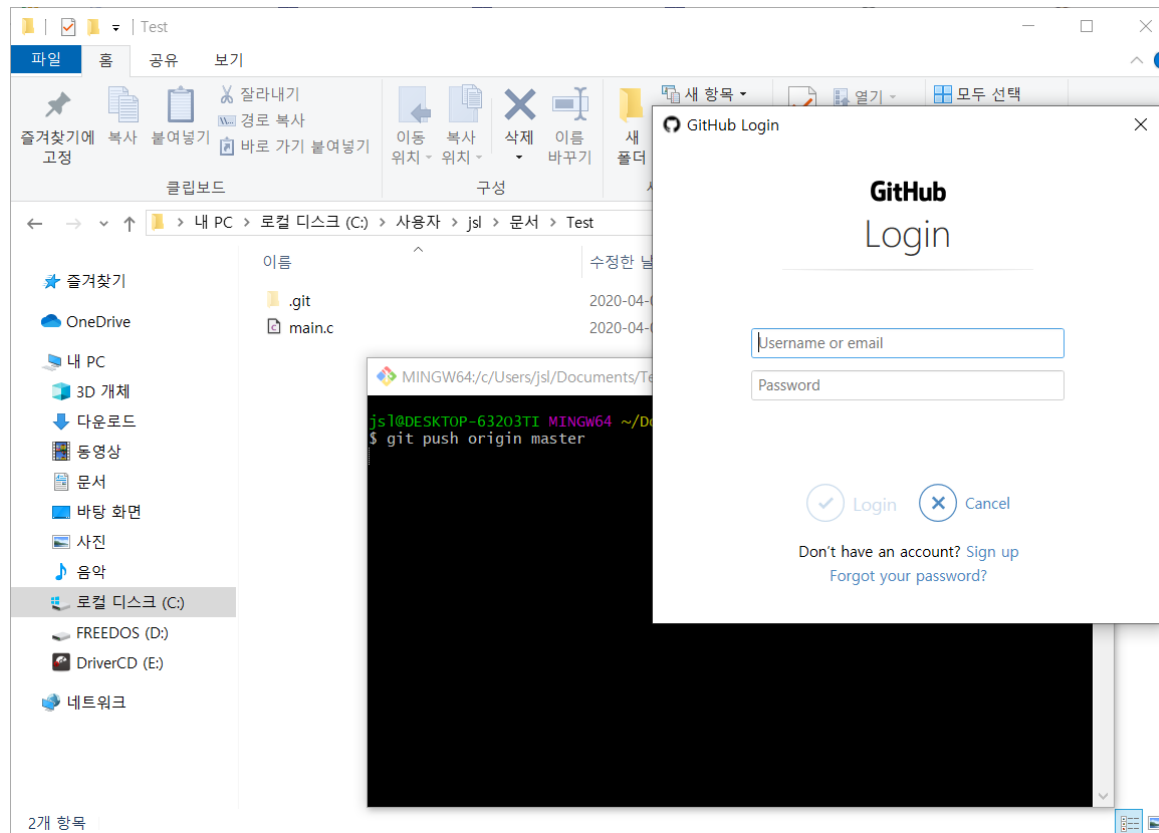 Test
파일 홈 공유 보기
즐겨찾기에 고정
복사
붙여넣기
잘라내기
경로 복사
바로 가기 붙여넣기
클립보드
이동 위치
복사 위치
삭제
이름 바꾸기
구성
새 폴더
새 항목
열기
모두 선택
내 PC > 로컬 디스크 (C:) > 사용자 > jsl > 문서 > Test
이름
수정한
즐겨찾기
OneDrive
내 PC
3D 개체
다운로드
동영상
문서
바탕 화면
사진
음악
로컬 디스크 (C:)
FREEDOS (D:)
DriverCD (E:)
네트워크
.git 2020-04-
main.c 2020-04-
MINGW64:/c/Users/jsl/Documents/Te
jsl@DESKTOP-632O3TI MINGW64 ~/Do
$ git push origin master
GitHub Login
GitHub
Login
Username or email
Password
Login
Cancel
Don't have an account? Sign up
Forgot your password?
2개 항목